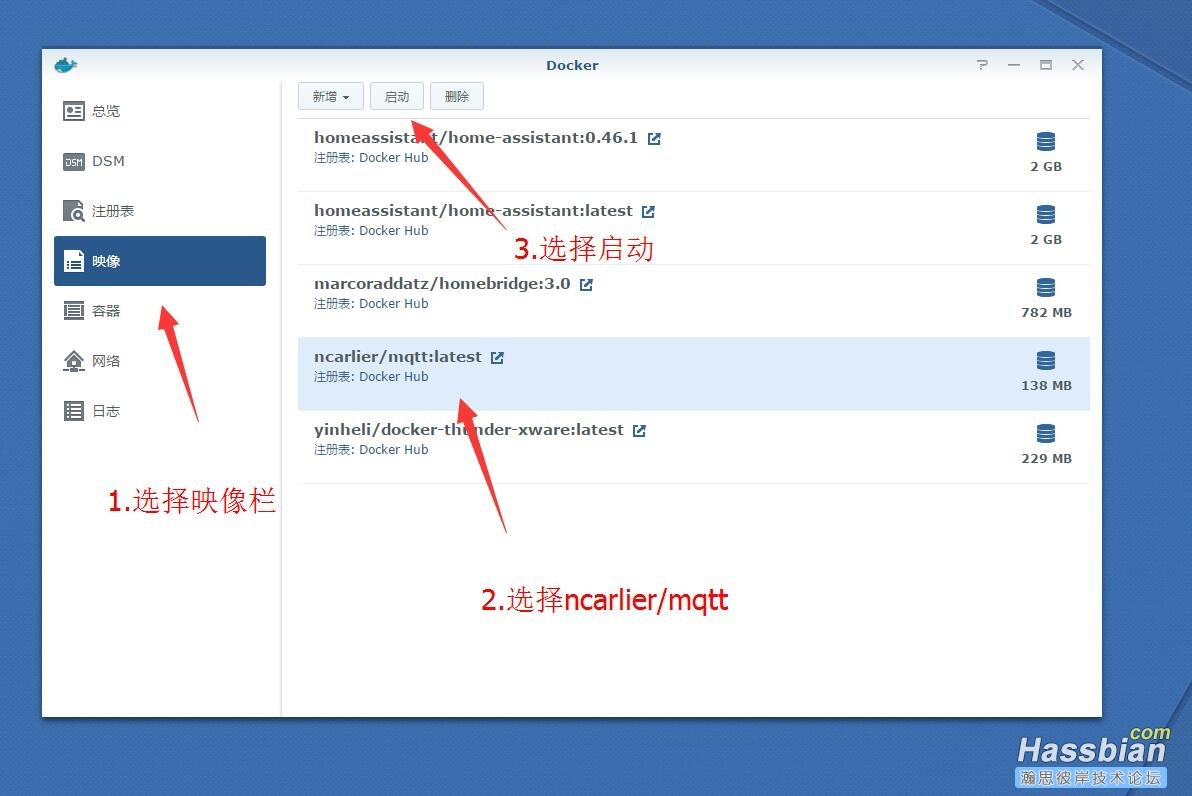 Docker
总览
DSM
DSM
注册表
映像
容器
网络
日志
新增
启动
删除
homeassistant/home-assistant:0.46.1
注册表: Docker Hub
2 GB
homeassistant/home-assistant:latest
注册表: Docker Hub
2 GB
marcoraddatz/homebridge:3.0
注册表: Docker Hub
782 MB
ncarlier/mqtt:latest
注册表: Docker Hub
138 MB
yinheli/docker-thunder-xware:latest
注册表: Docker Hub
229 MB
3.选择启动
1.选择映像栏
2.选择ncarlier/mqtt
Hassbian.com
瀚思彼岸技术论坛